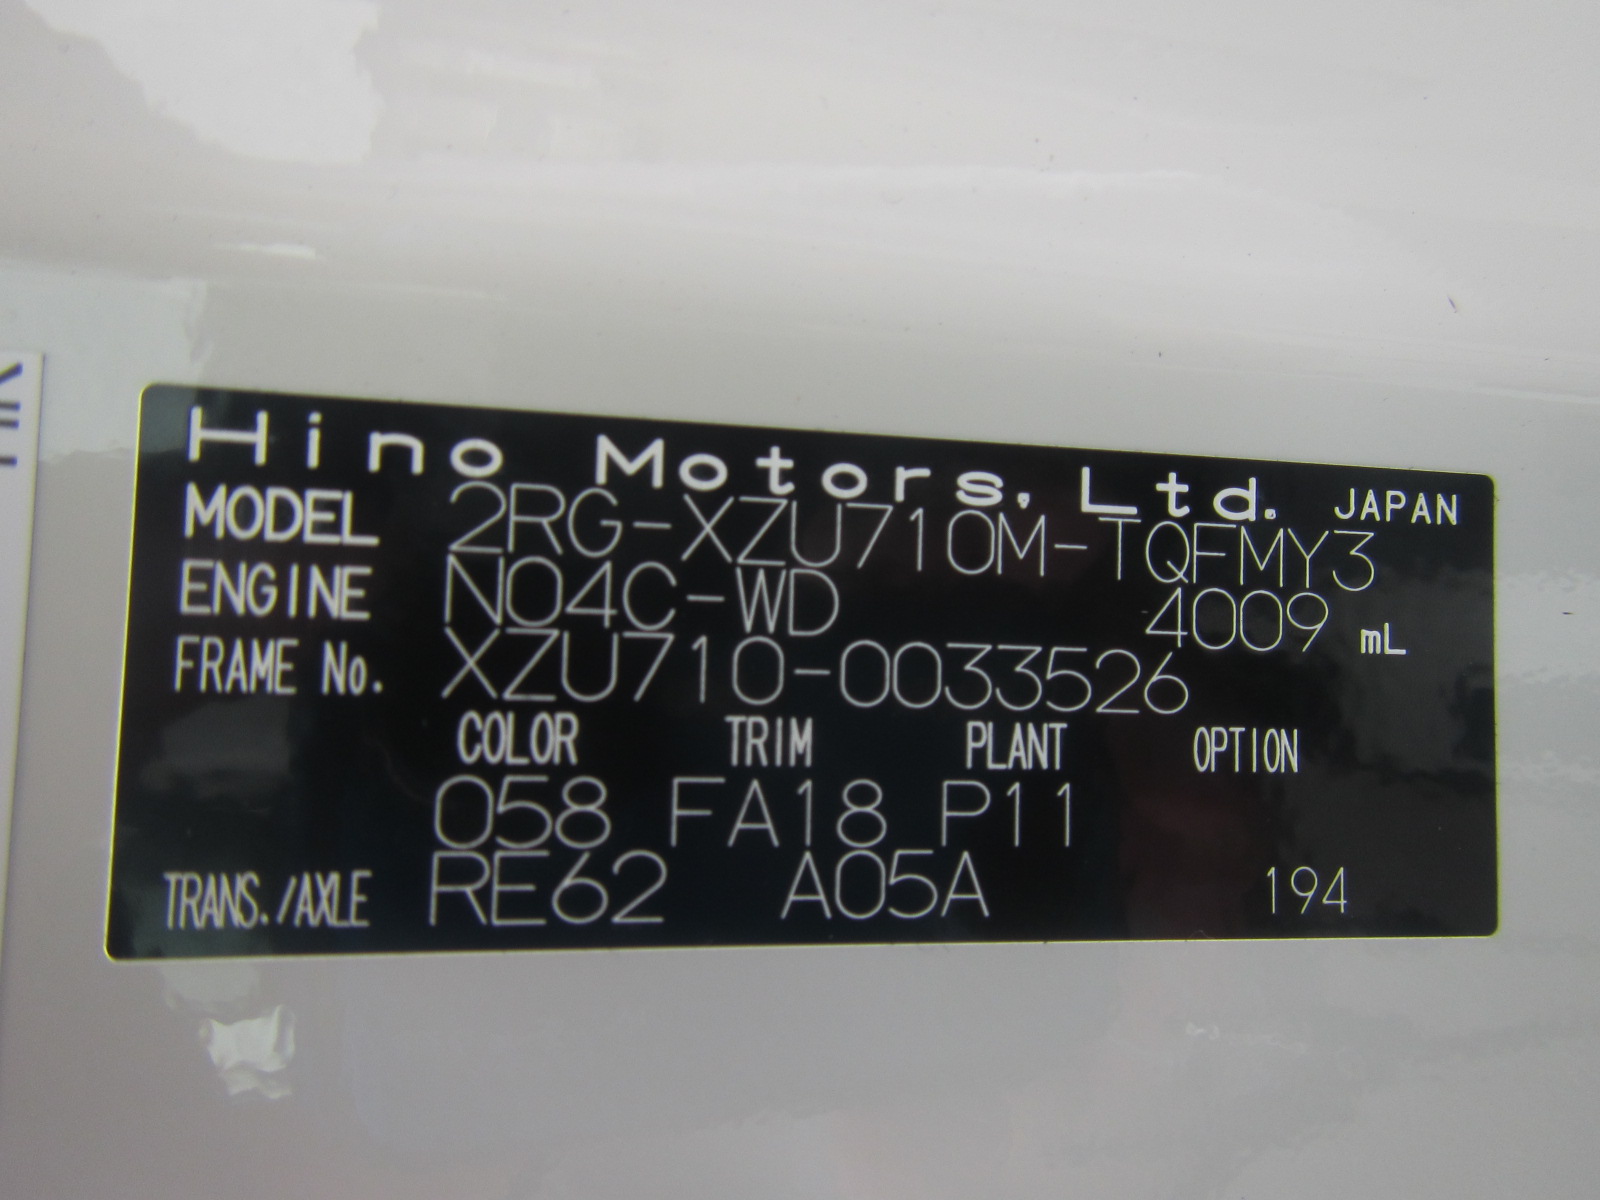 Hino Motors, Ltd. JAPAN
MODEL 2RG-XZU710M-TQFMY3
ENGINE N04C-WD 4009 mL
FRAME No. XZU710-0033526
COLOR TRIM PLANT OPTION
058 FA18 P11
TRANS./AXLE RE62 A05A 194